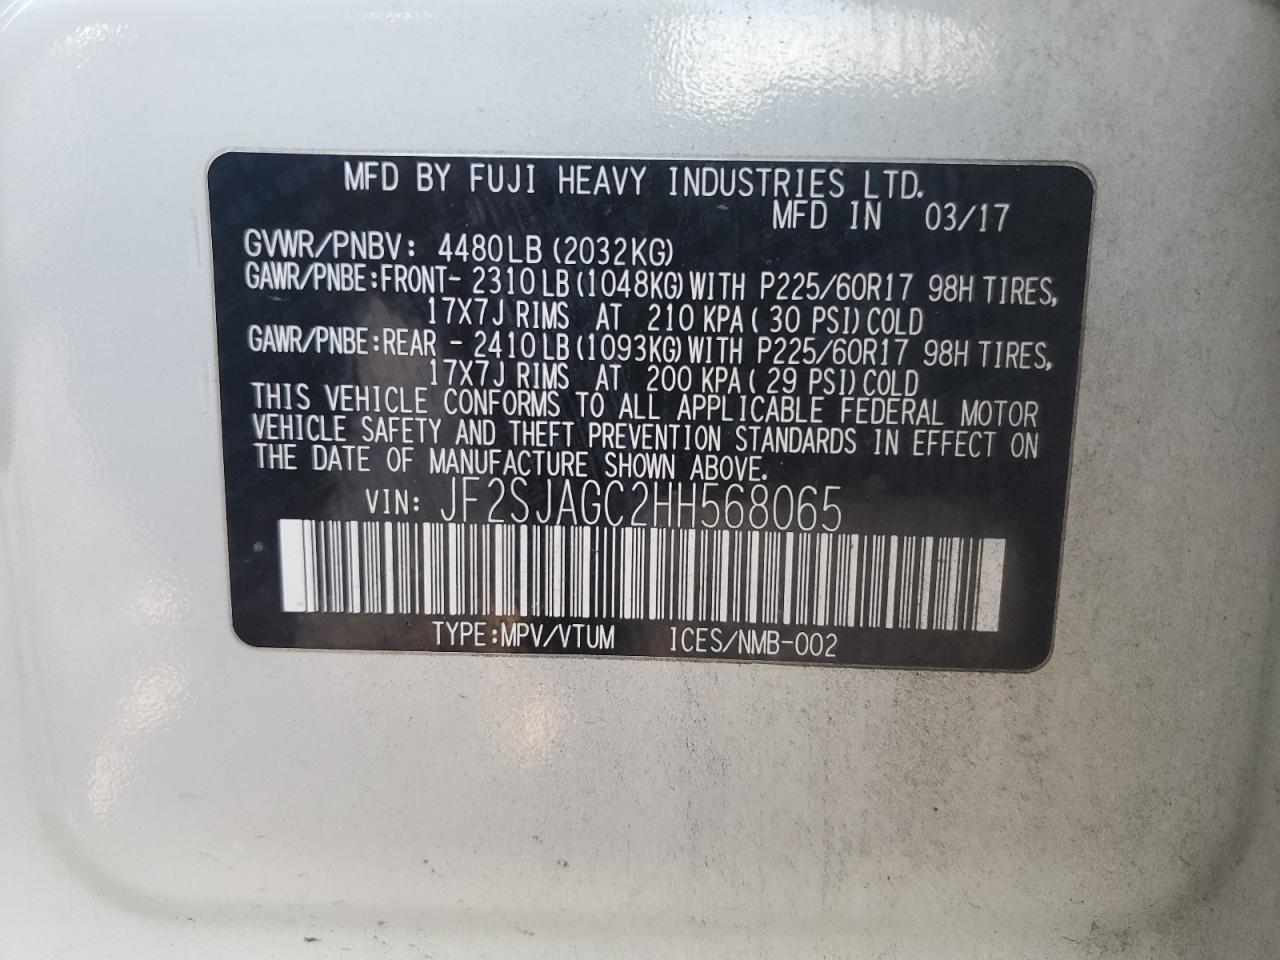 MFD BY FUJI HEAVY INDUSTRIES LTD.
MFD IN 03/17
GVWR/PNBV: 4480LB (2032KG)
GAWR/PNBE:FRONT- 2310LB (1048KG) WITH P225/60R17 98H TIRES,
17X7J RIMS AT 210 KPA ( 30 PSI) COLD
GAWR/PNBE:REAR - 2410LB (1093KG) WITH P225/60R17 98H TIRES,
17X7J RIMS AT 200 KPA ( 29 PSI) COLD
THIS VEHICLE CONFORMS TO ALL APPLICABLE FEDERAL MOTOR
VEHICLE SAFETY AND THEFT PREVENTION STANDARDS IN EFFECT ON
THE DATE OF MANUFACTURE SHOWN ABOVE.
VIN: JF2SJAGC2HH568065
TYPE:MPV/VTUM ICES/NMB-002